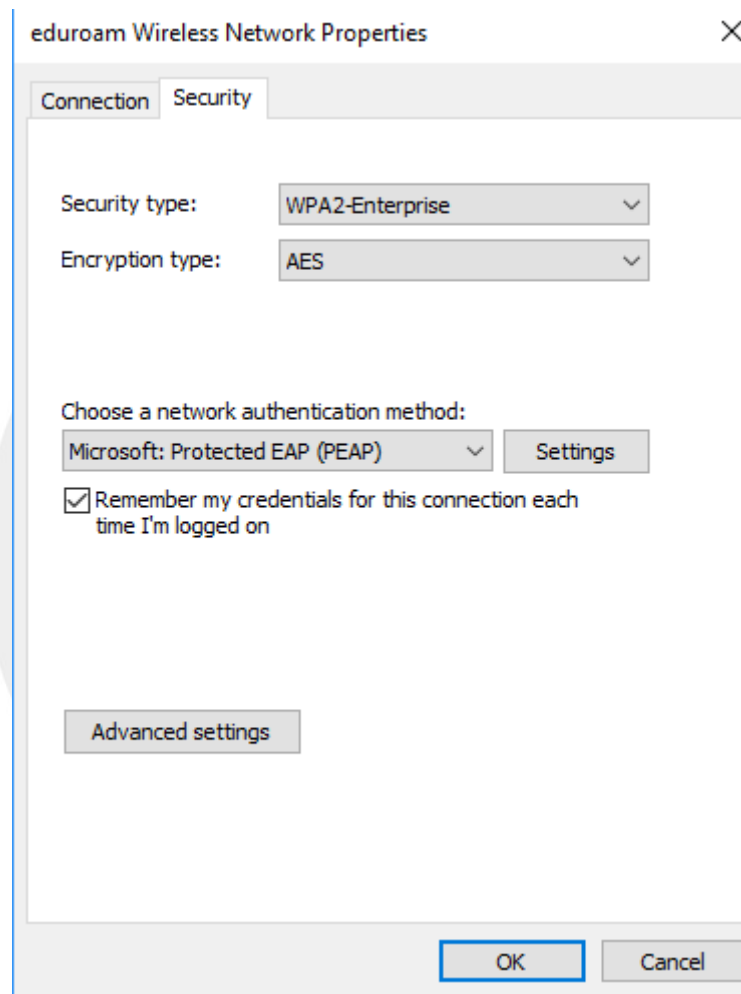 eduroam Wireless Network Properties
Connection
Security
Security type:
WPA2-Enterprise
Encryption type:
AES
Choose a network authentication method:
Microsoft: Protected EAP (PEAP)
Settings
Remember my credentials for this connection each
time I'm logged on
Advanced settings
OK
Cancel